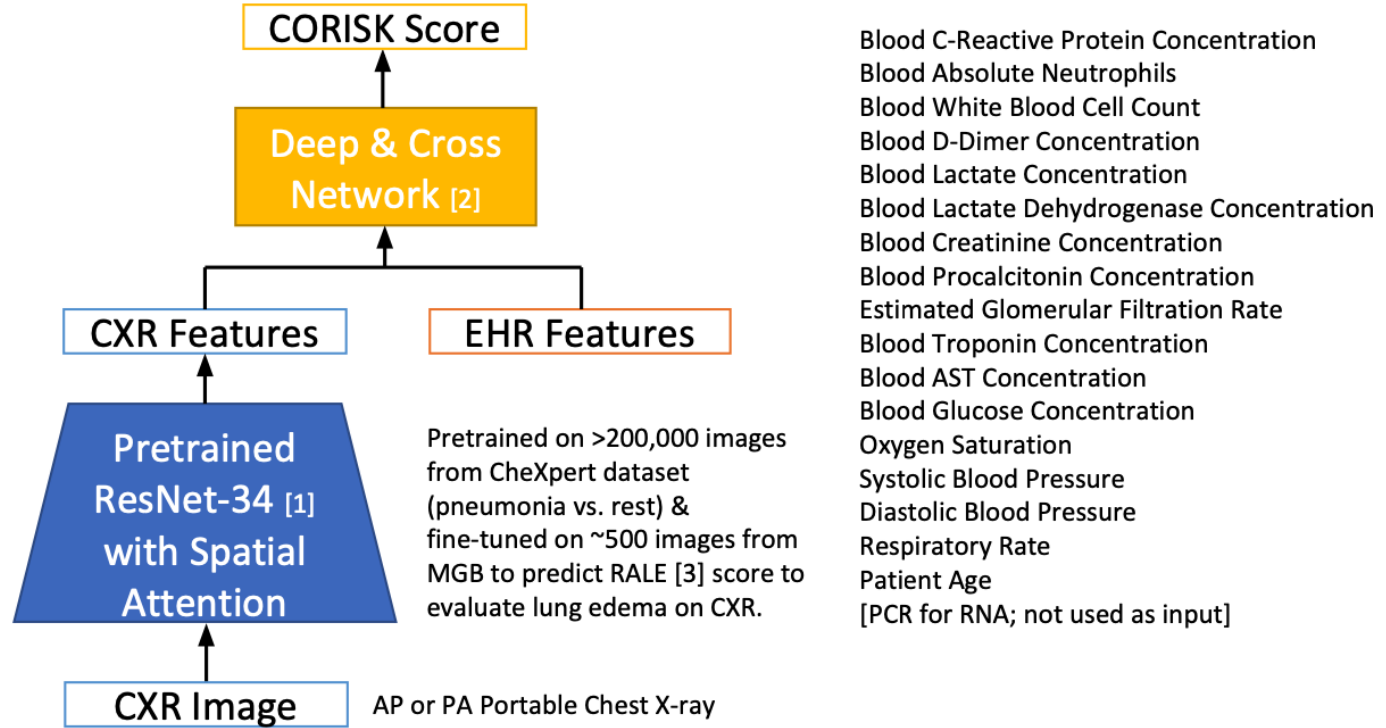 CORISK Score
Deep & Cross
Network [2]
CXR Features
EHR Features
Pretrained
ResNet-34 [1]
with Spatial
Attention
Pretrained on >200,000 images
from CheXpert dataset
(pneumonia vs. rest) &
fine-tuned on ~500 images from
MGB to predict RALE [3] score to
evaluate lung edema on CXR.
CXR Image
AP or PA Portable Chest X-ray
Blood C-Reactive Protein Concentration
Blood Absolute Neutrophils
Blood White Blood Cell Count
Blood D-Dimer Concentration
Blood Lactate Concentration
Blood Lactate Dehydrogenase Concentration
Blood Creatinine Concentration
Blood Procalcitonin Concentration
Estimated Glomerular Filtration Rate
Blood Troponin Concentration
Blood AST Concentration
Blood Glucose Concentration
Oxygen Saturation
Systolic Blood Pressure
Diastolic Blood Pressure
Respiratory Rate
Patient Age
[PCR for RNA; not used as input]